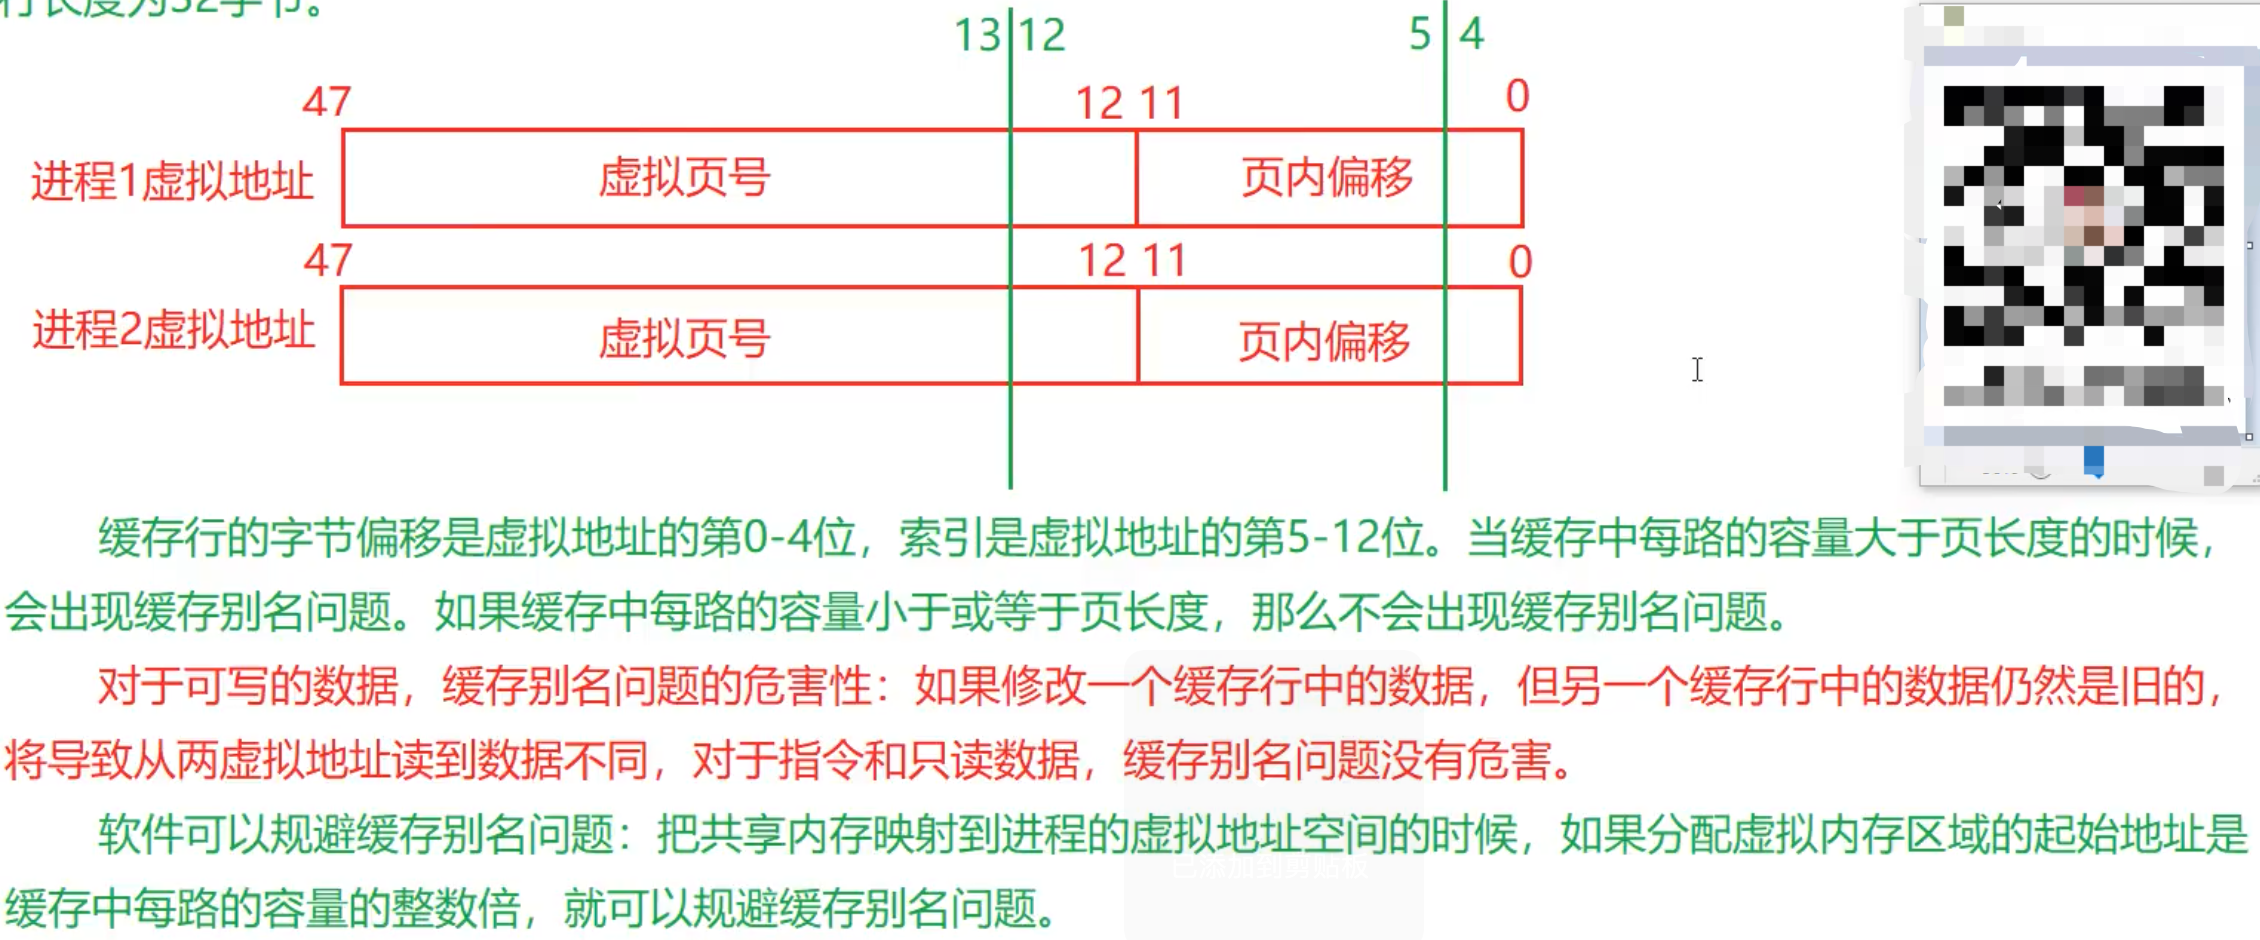 行长度为32字节。
13 12 5 4
47 12 11 0
进程1虚拟地址 虚拟页号 页内偏移
47 12 11 0
进程2虚拟地址 虚拟页号 页内偏移
缓存行的字节偏移是虚拟地址的第0-4位，索引是虚拟地址的第5-12位。当缓存中每路的容量大于页长度的时候，
会出现缓存别名问题。如果缓存中每路的容量小于或等于页长度，那么不会出现缓存别名问题。
对于可写的数据，缓存别名问题的危害性：如果修改一个缓存行中的数据，但另一个缓存行中的数据仍然是旧的，
将导致从两虚拟地址读到数据不同，对于指令和只读数据，缓存别名问题没有危害。
软件可以规避缓存别名问题：把共享内存映射到进程的虚拟地址空间的时候，如果分配虚拟内存区域的起始地址是
已添加到剪贴板
缓存中每路的容量的整数倍，就可以规避缓存别名问题。